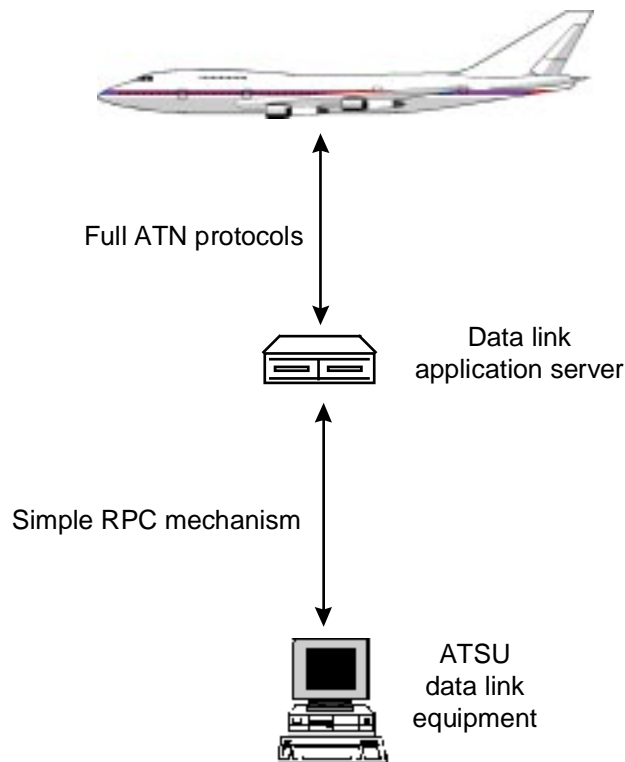 Full ATN protocols
Data link
application server
Simple RPC mechanism
ATSU
data link
equipment